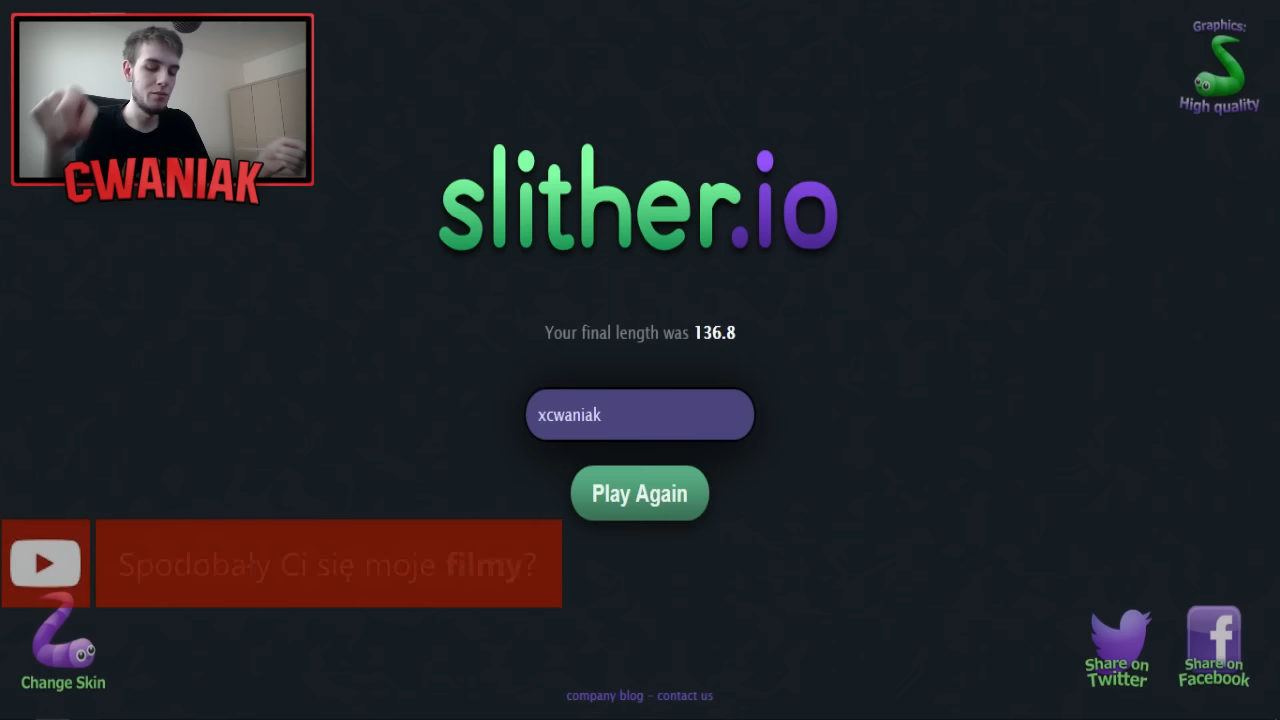 CWANIAK
Graphics:
High quality
slither.io
Your final length was 136.8
xcwaniak
Play Again
Spodobały Ci się moje filmy?
Change Skin
Share on
Twitter
Share on
Facebook
company blog - contact us